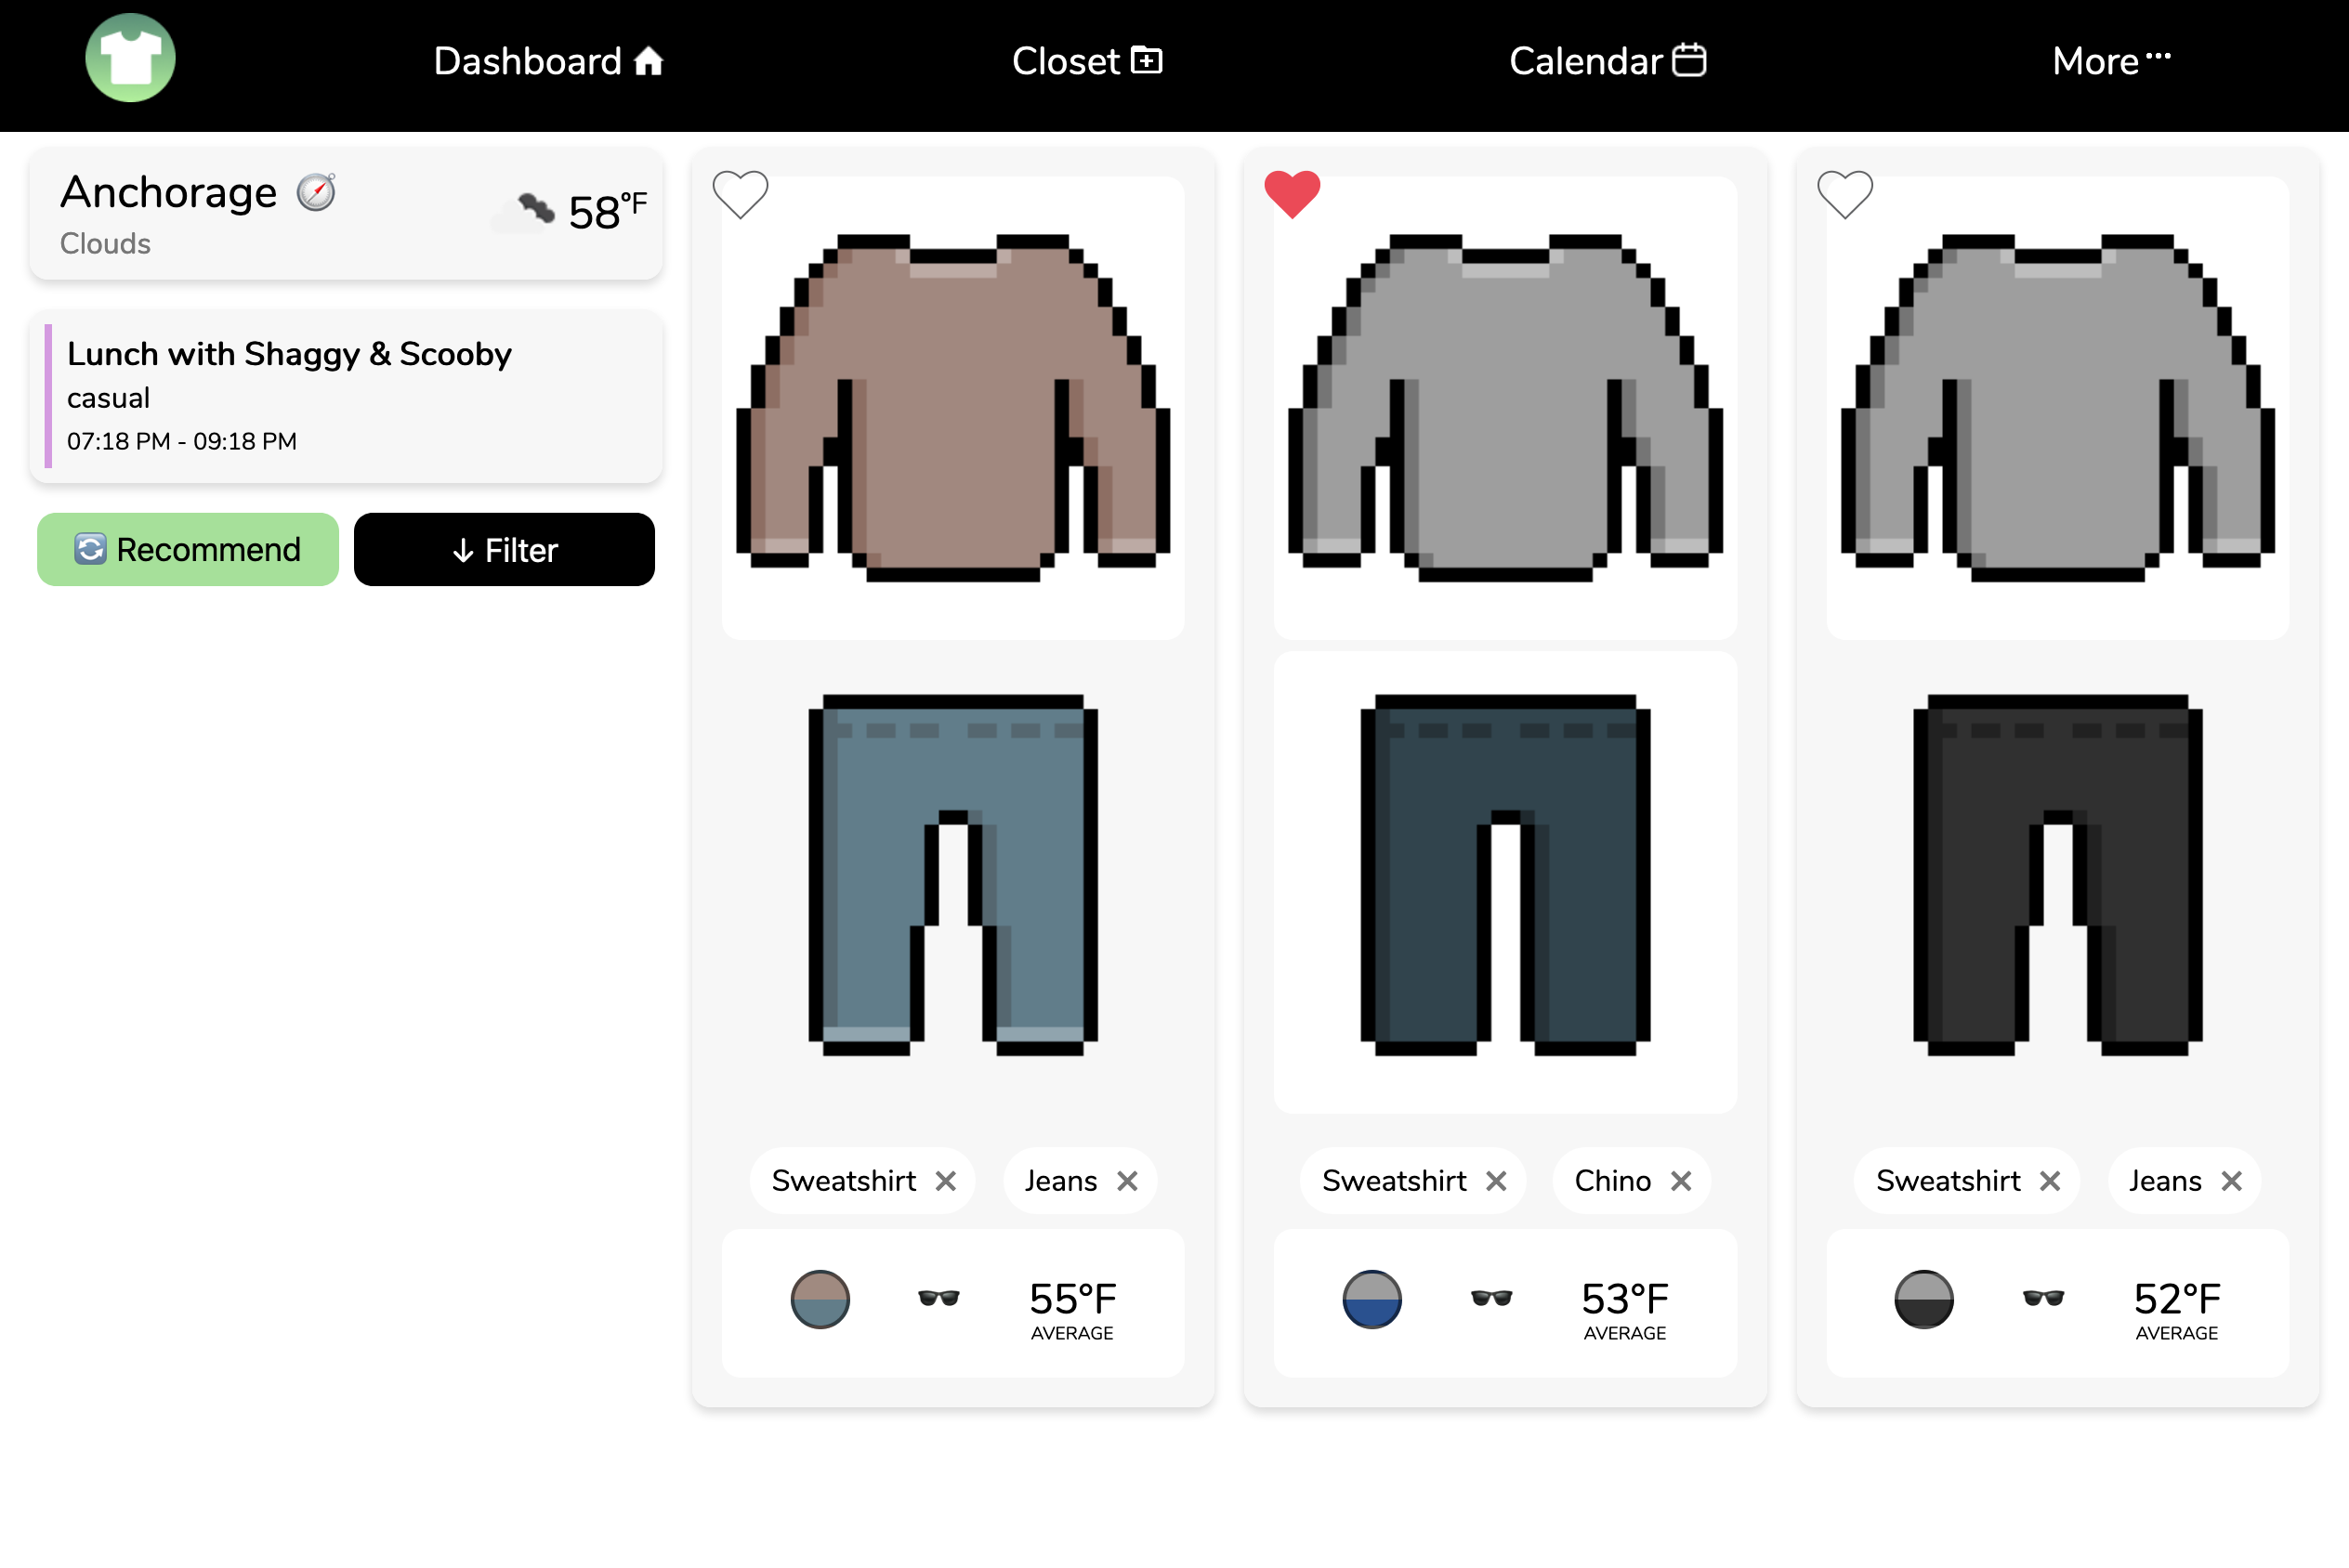 Dashboard
Closet
Calendar
More
Anchorage
Clouds
58°F
Lunch with Shaggy & Scooby
casual
07:18 PM - 09:18 PM
Recommend
↓ Filter
Sweatshirt ×
Jeans ×
55°F
AVERAGE
Sweatshirt ×
Chino ×
53°F
AVERAGE
Sweatshirt ×
Jeans ×
52°F
AVERAGE